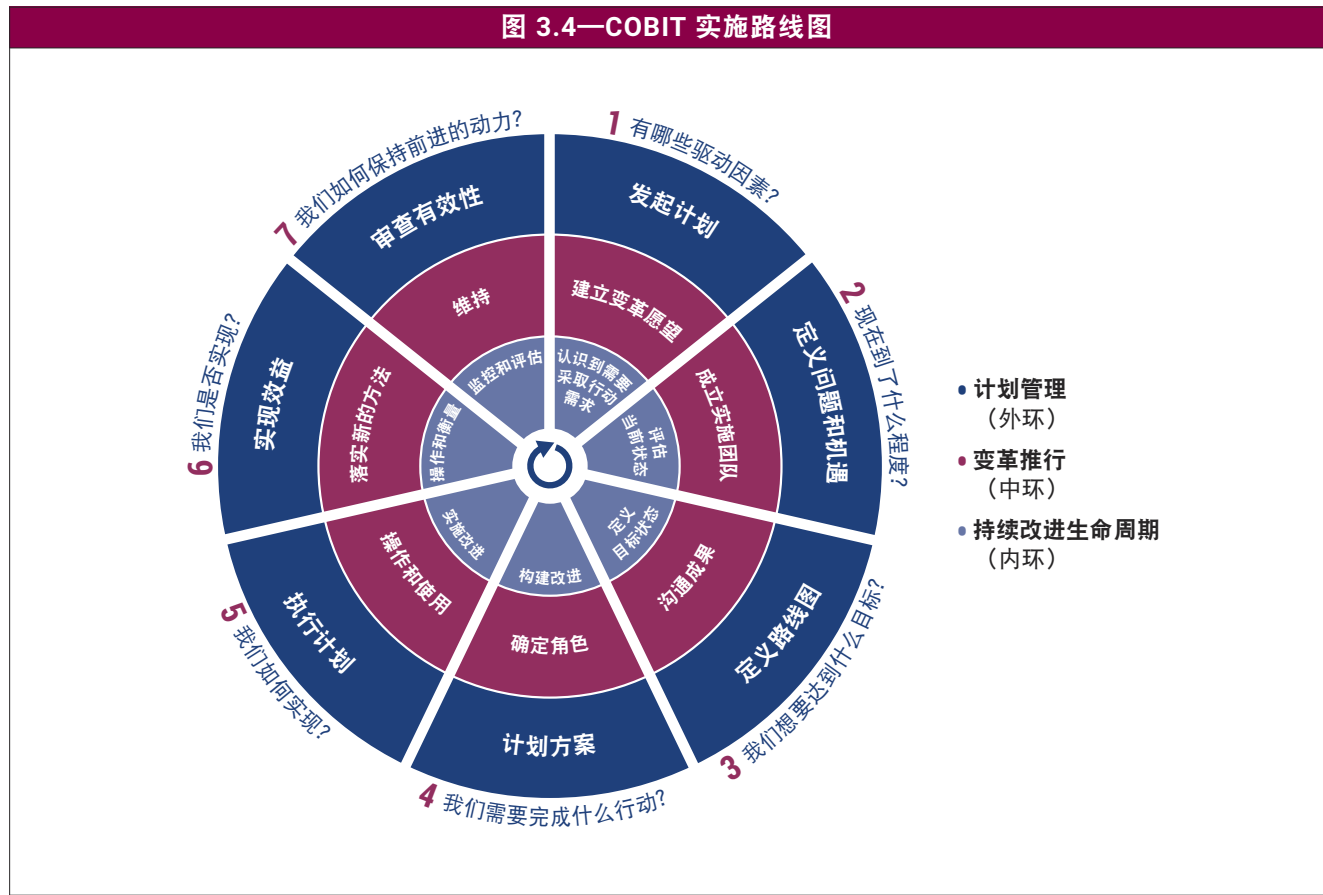 图 3.4—COBIT 实施路线图
1 有哪些驱动因素?
发起计划
建立变革愿望
认识到需要
采取行动
需求
2 现在到了什么程度?
定义问题和机遇
成立实施团队
评估
当前状态
3 我们想要达到什么目标?
定义路线图
沟通成果
定义
目标状态
4 我们需要完成什么行动?
计划方案
确定角色
构建改进
5 我们如何实现?
执行计划
操作和使用
实施改进
6 我们是否实现?
实现效益
落实新的方法
操作和衡量
7 我们如何保持前进的动力?
审查有效性
维持
监控和评估
• 计划管理
（外环）
• 变革推行
（中环）
• 持续改进生命周期
（内环）